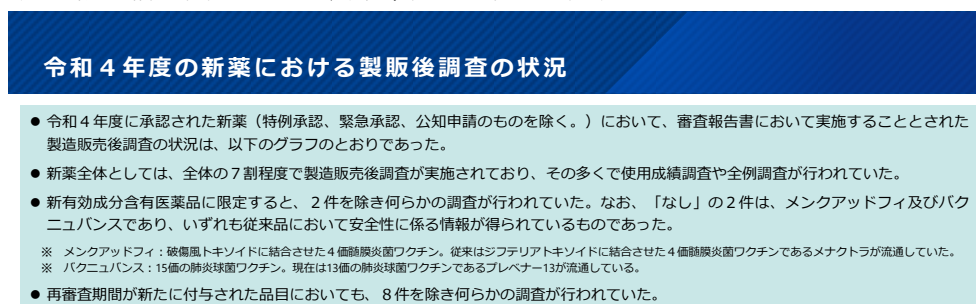 令和４年度の新薬における製販後調査の状況
● 令和４年度に承認された新薬（特例承認、緊急承認、公知申請のものを除く。）において、審査報告書において実施することとされた
製造販売後調査の状況は、以下のグラフのとおりであった。
● 新薬全体としては、全体の７割程度で製造販売後調査が実施されており、その多くで使用成績調査や全例調査が行われていた。
● 新有効成分含有医薬品に限定すると、２件を除き何らかの調査が行われていた。なお、「なし」の２件は、メンクアッドフィ及びバク
ニュバンスであり、いずれも従来品において安全性に係る情報が得られているものであった。
※ メンクアッドフィ：破傷風トキソイドに結合させた４価髄膜炎菌ワクチン。従来はジフテリアトキソイドに結合させた４価髄膜炎菌ワクチンであるメナクトラが流通していた。
※ バクニュバンス：15価の肺炎球菌ワクチン。現在は13価の肺炎球菌ワクチンであるプレベナー13が流通している。
● 再審査期間が新たに付与された品目においても、８件を除き何らかの調査が行われていた。